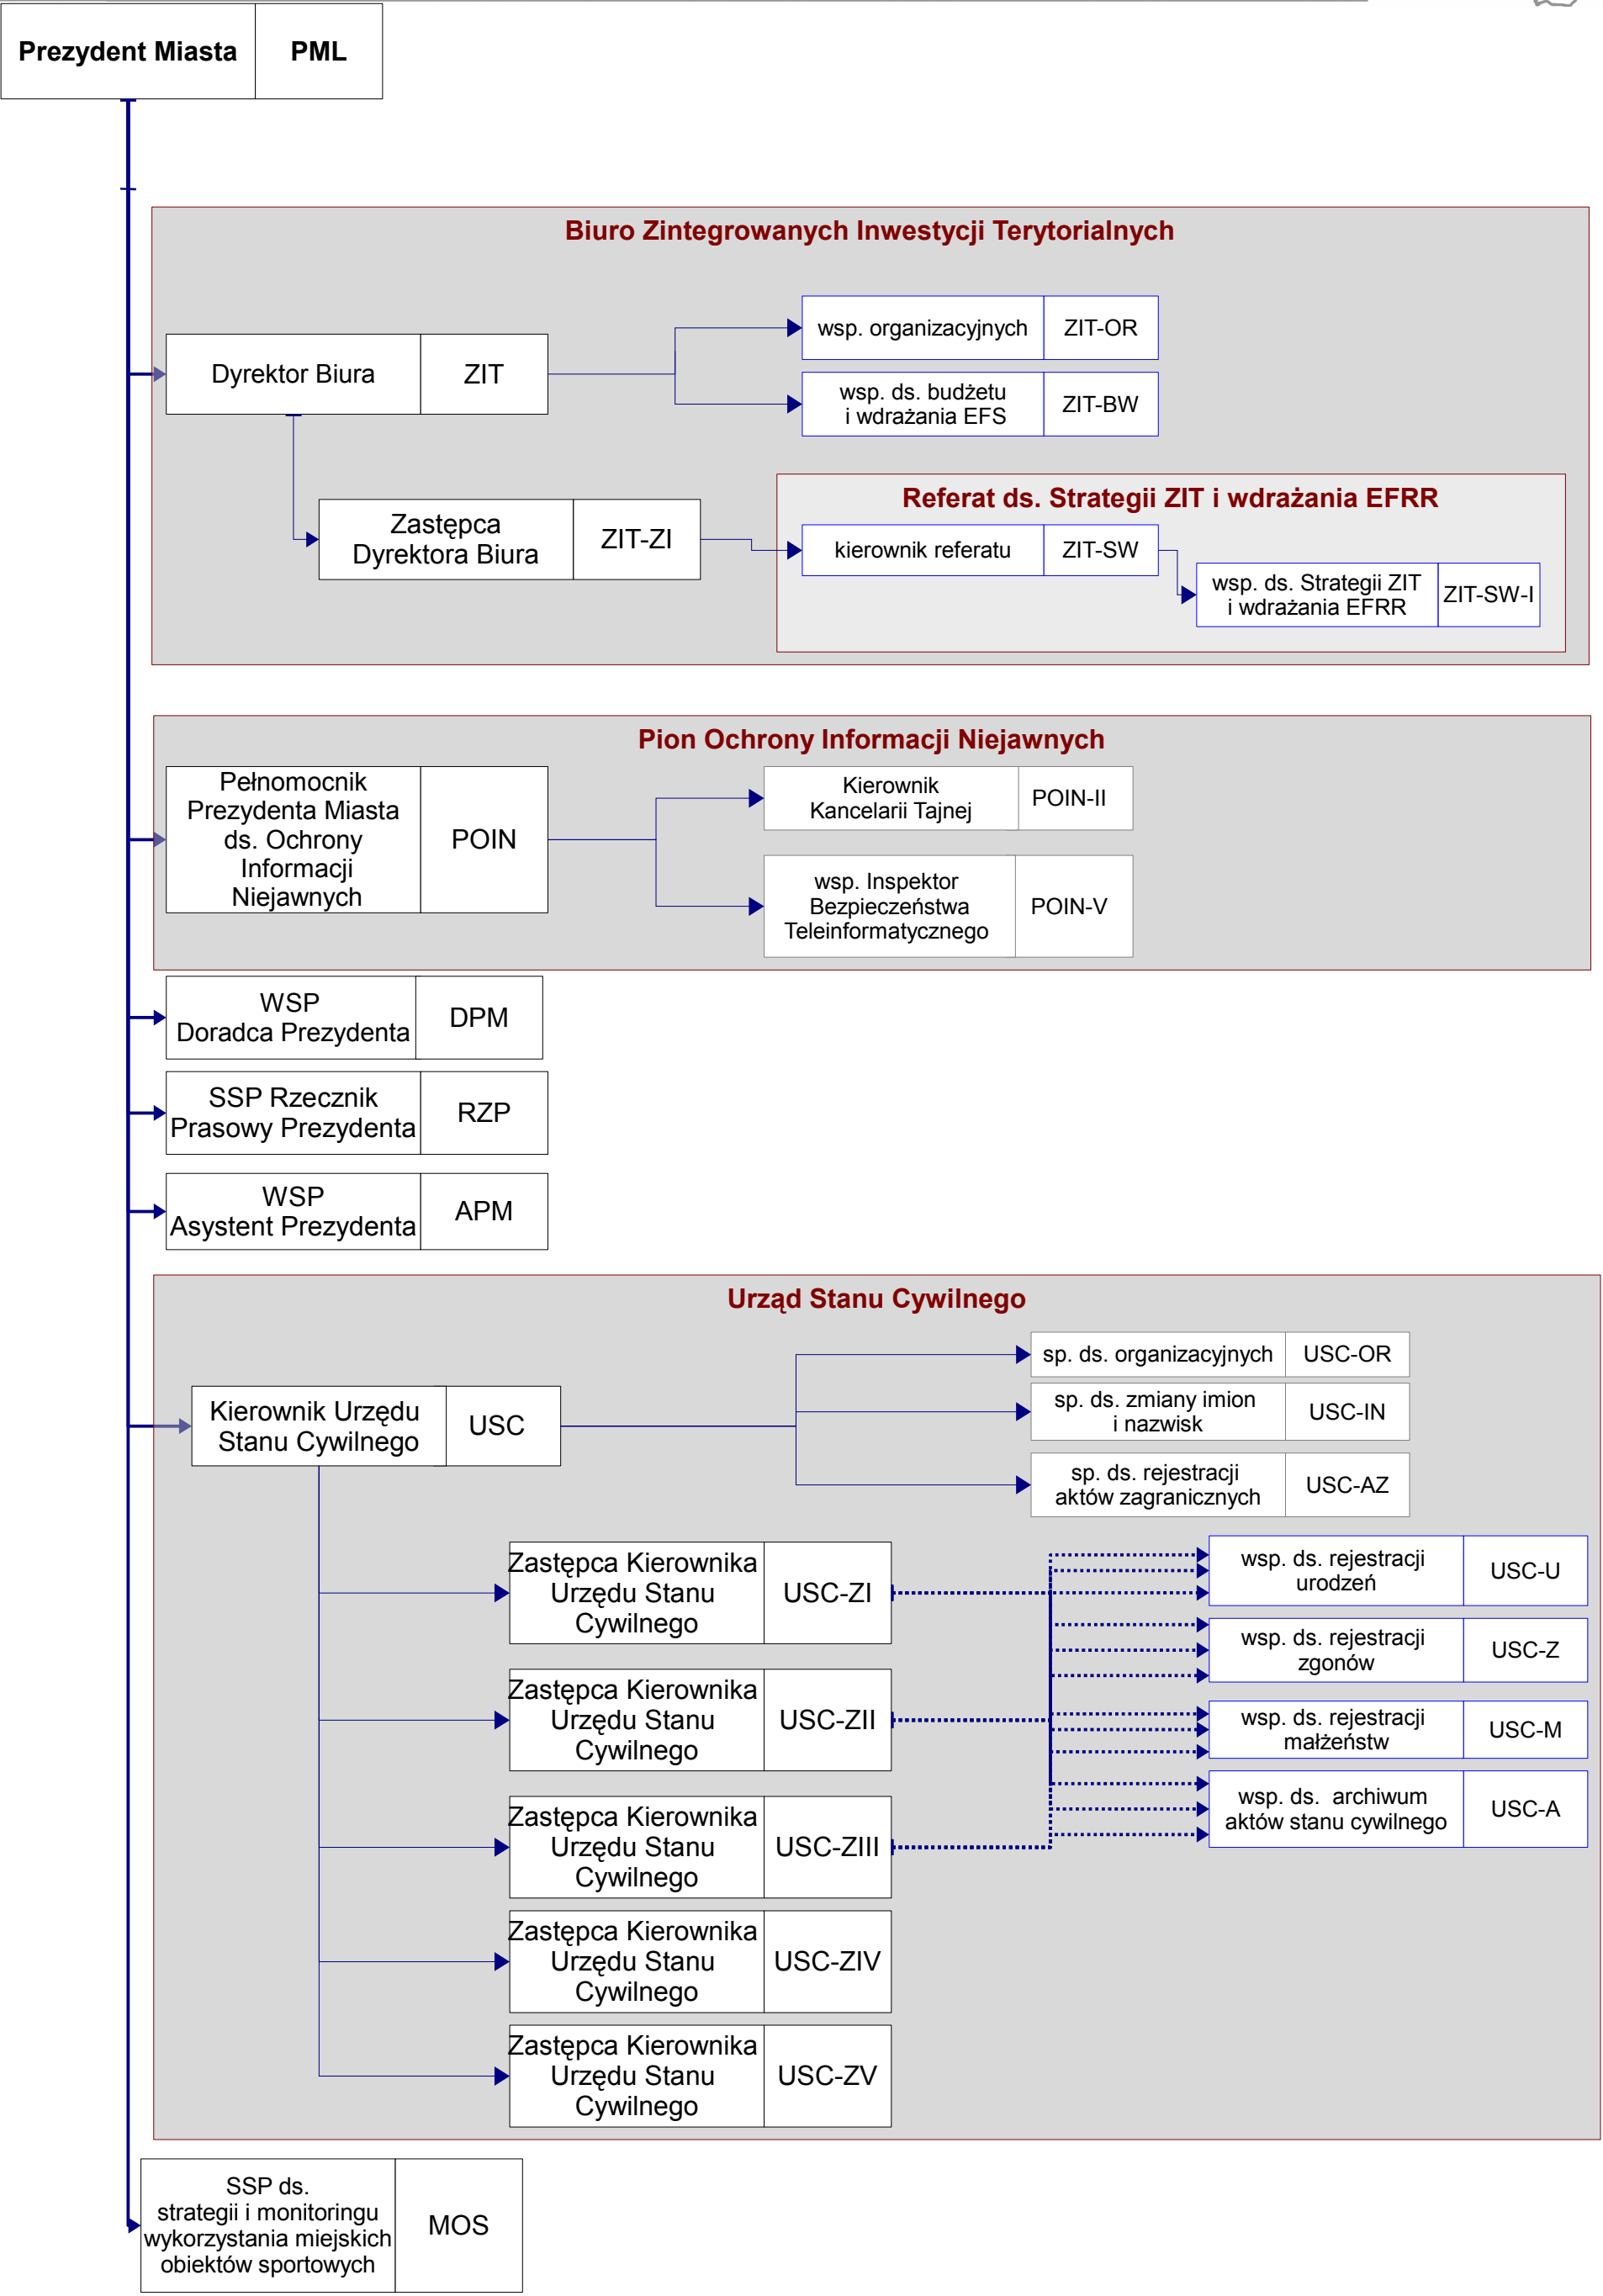 Prezydent Miasta
PML
Biuro Zintegrowanych Inwestycji Terytorialnych
Dyrektor Biura
ZIT
wsp. organizacyjnych
ZIT-OR
wsp. ds. budżetu
i wdrażania EFS
ZIT-BW
Zastępca
Dyrektora Biura
ZIT-ZI
Referat ds. Strategii ZIT i wdrażania EFRR
kierownik referatu
ZIT-SW
wsp. ds. Strategii ZIT
i wdrażania EFRR
ZIT-SW-I
Pion Ochrony Informacji Niejawnych
Pełnomocnik
Prezydenta Miasta
ds. Ochrony
Informacji
Niejawnych
POIN
Kierownik
Kancelarii Tajnej
POIN-II
wsp. Inspektor
Bezpieczeństwa
Teleinformatycznego
POIN-V
WSP
Doradca Prezydenta
DPM
SSP Rzecznik
Prasowy Prezydenta
RZP
WSP
Asystent Prezydenta
APM
Urząd Stanu Cywilnego
Kierownik Urzędu
Stanu Cywilnego
USC
sp. ds. organizacyjnych
USC-OR
sp. ds. zmiany imion
i nazwisk
USC-IN
sp. ds. rejestracji
aktów zagranicznych
USC-AZ
Zastępca Kierownika
Urzędu Stanu
Cywilnego
USC-ZI
wsp. ds. rejestracji
urodzeń
USC-U
wsp. ds. rejestracji
zgonów
USC-Z
Zastępca Kierownika
Urzędu Stanu
Cywilnego
USC-ZII
wsp. ds. rejestracji
małżeństw
USC-M
wsp. ds. archiwum
aktów stanu cywilnego
USC-A
Zastępca Kierownika
Urzędu Stanu
Cywilnego
USC-ZIII
Zastępca Kierownika
Urzędu Stanu
Cywilnego
USC-ZIV
Zastępca Kierownika
Urzędu Stanu
Cywilnego
USC-ZV
SSP ds.
strategii i monitoringu
wykorzystania miejskich
obiektów sportowych
MOS